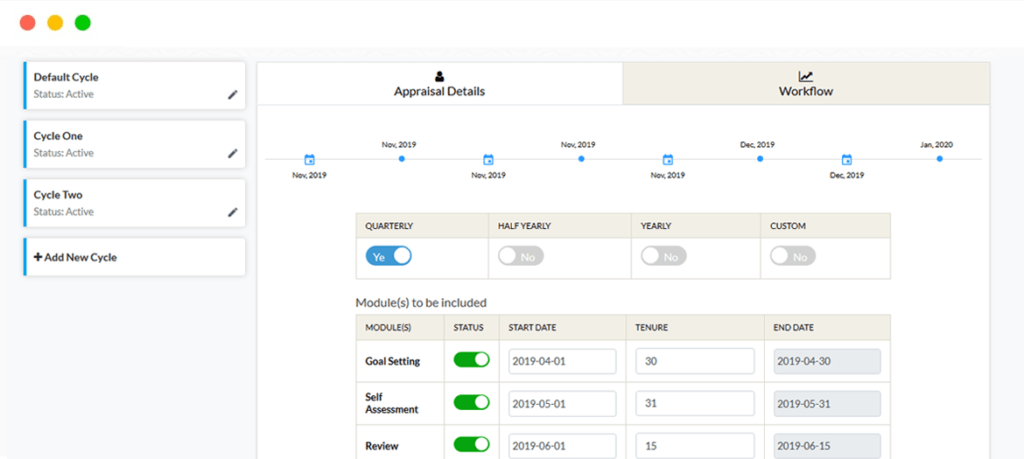 Default Cycle
Status: Active
Cycle One
Status: Active
Cycle Two
Status: Active
Add New Cycle
Appraisal Details
Workflow
Nov, 2019
Nov, 2019
Nov, 2019
Nov, 2019
Nov, 2019
Dec, 2019
Dec, 2019
Jan, 2020
QUARTERLY HALF YEARLY YEARLY CUSTOM
Ye No No No
Module(s) to be included
MODULE(S) STATUS START DATE TENURE END DATE
Goal Setting 2019-04-01 30 2019-04-30
Self
Assessment 2019-05-01 31 2019-05-31
Review 2019-06-01 15 2019-06-15